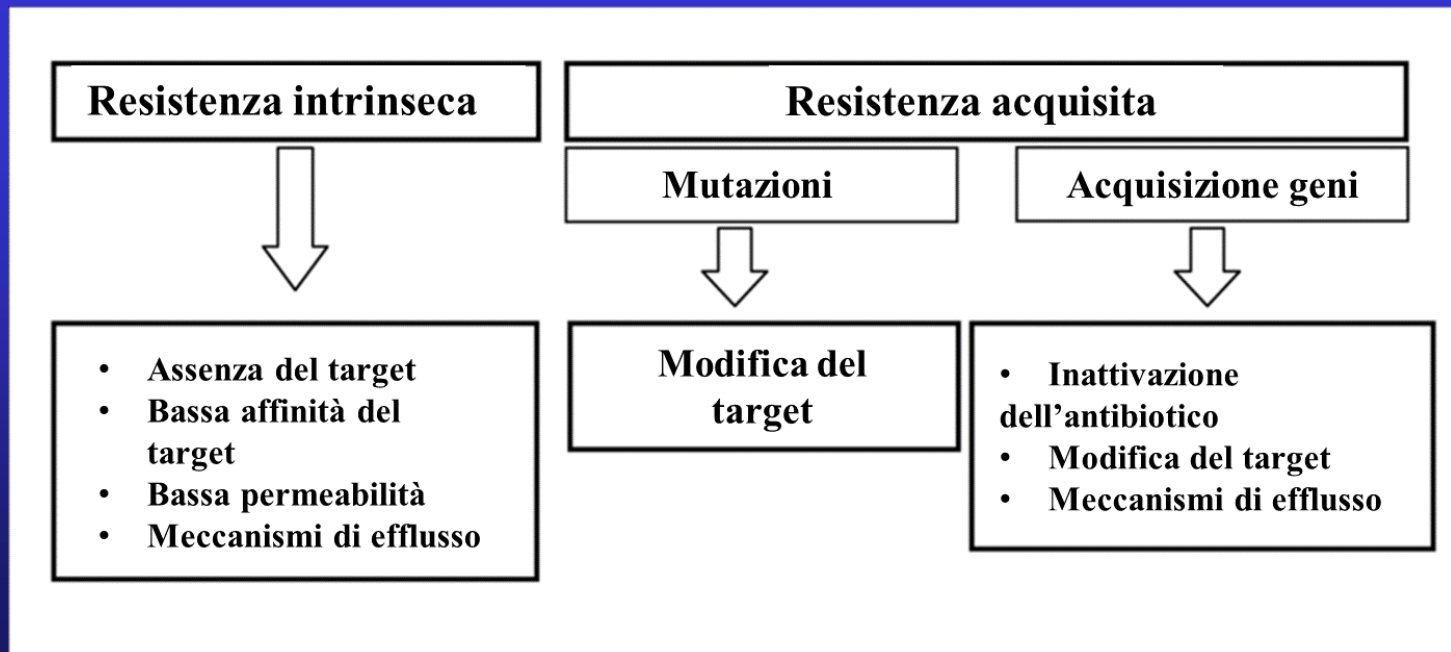 Resistenza intrinseca
Resistenza acquisita
Mutazioni
Acquisizione geni
• Assenza del target
• Bassa affinità del
target
• Bassa permeabilità
• Meccanismi di efflusso
Modifica del
target
• Inattivazione
dell’antibiotico
• Modifica del target
• Meccanismi di efflusso